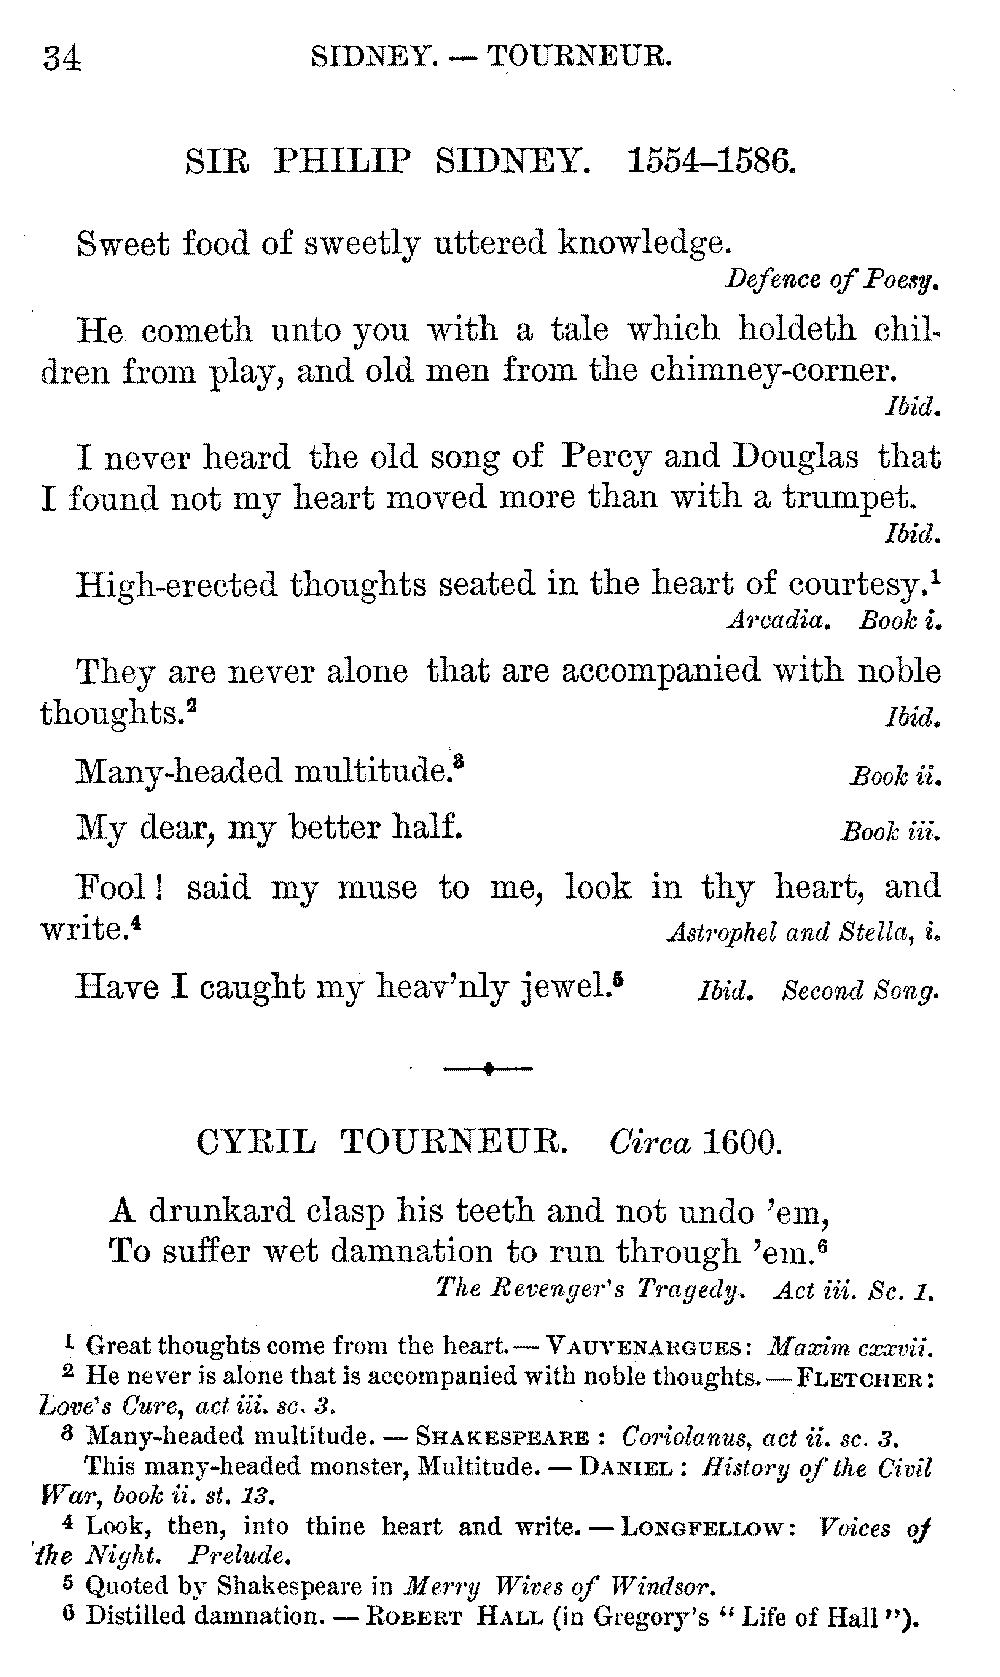 34 SIDNEY. — TOURNEUR.
SIR PHILIP SIDNEY. 1554–1586.
Sweet food of sweetly uttered knowledge.
Defence of Poesy.
He cometh unto you with a tale which holdeth chil-
dren from play, and old men from the chimney-corner.
Ibid.
I never heard the old song of Percy and Douglas that
I found not my heart moved more than with a trumpet.
Ibid.
High-erected thoughts seated in the heart of courtesy.¹
Arcadia. Book i.
They are never alone that are accompanied with noble
thoughts.² Ibid.
Many-headed multitude.³ Book ii.
My dear, my better half. Book iii.
Fool! said my muse to me, look in thy heart, and
write.⁴ Astrophel and Stella, i.
Have I caught my heav'nly jewel.⁵ Ibid. Second Song.
CYRIL TOURNEUR. Circa 1600.
A drunkard clasp his teeth and not undo 'em,
To suffer wet damnation to run through 'em.⁶
The Revenger's Tragedy. Act iii. Sc. 1.
¹ Great thoughts come from the heart. — VAUVENARGUES: Maxim cxxvii.
² He never is alone that is accompanied with noble thoughts. — FLETCHER:
Love's Cure, act iii. sc. 3.
³ Many-headed multitude. — SHAKESPEARE: Coriolanus, act ii. sc. 3.
This many-headed monster, Multitude. — DANIEL: History of the Civil
War, book ii. st. 13.
⁴ Look, then, into thine heart and write. — LONGFELLOW: Voices of
the Night. Prelude.
⁵ Quoted by Shakespeare in Merry Wives of Windsor.
⁶ Distilled damnation. — ROBERT HALL (in Gregory's "Life of Hall").